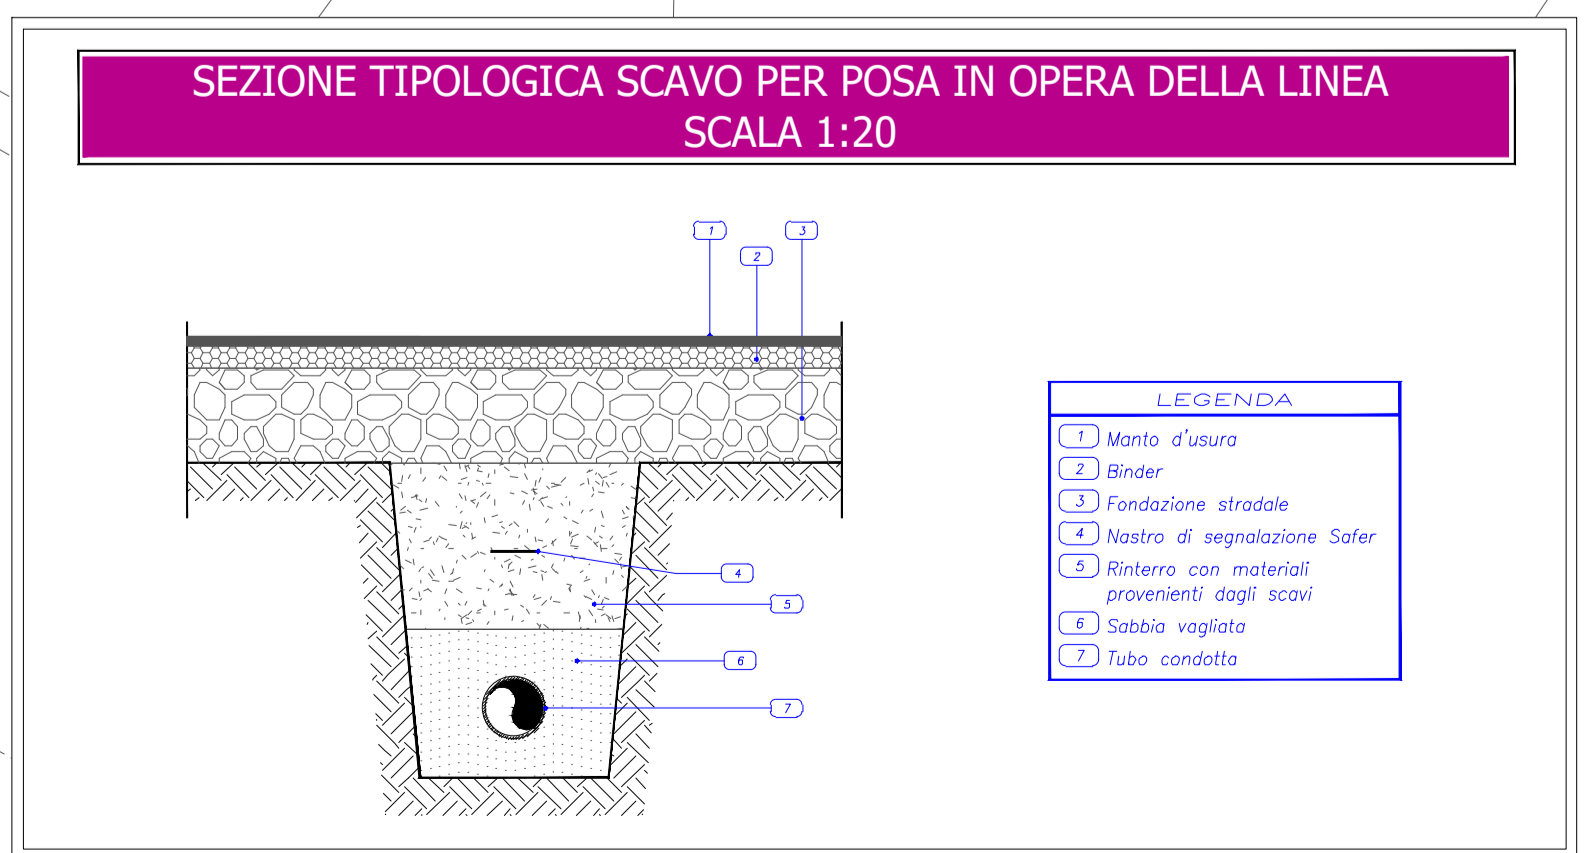 SEZIONE TIPOLOGICA SCAVO PER POSA IN OPERA DELLA LINEA
SCALA 1:20
1
3
2
4
5
6
7
LEGENDA
1 Manto d'usura
2 Binder
3 Fondazione stradale
4 Nastro di segnalazione Safer
5 Rinterro con materiali
provenienti dagli scavi
6 Sabbia vagliata
7 Tubo condotta